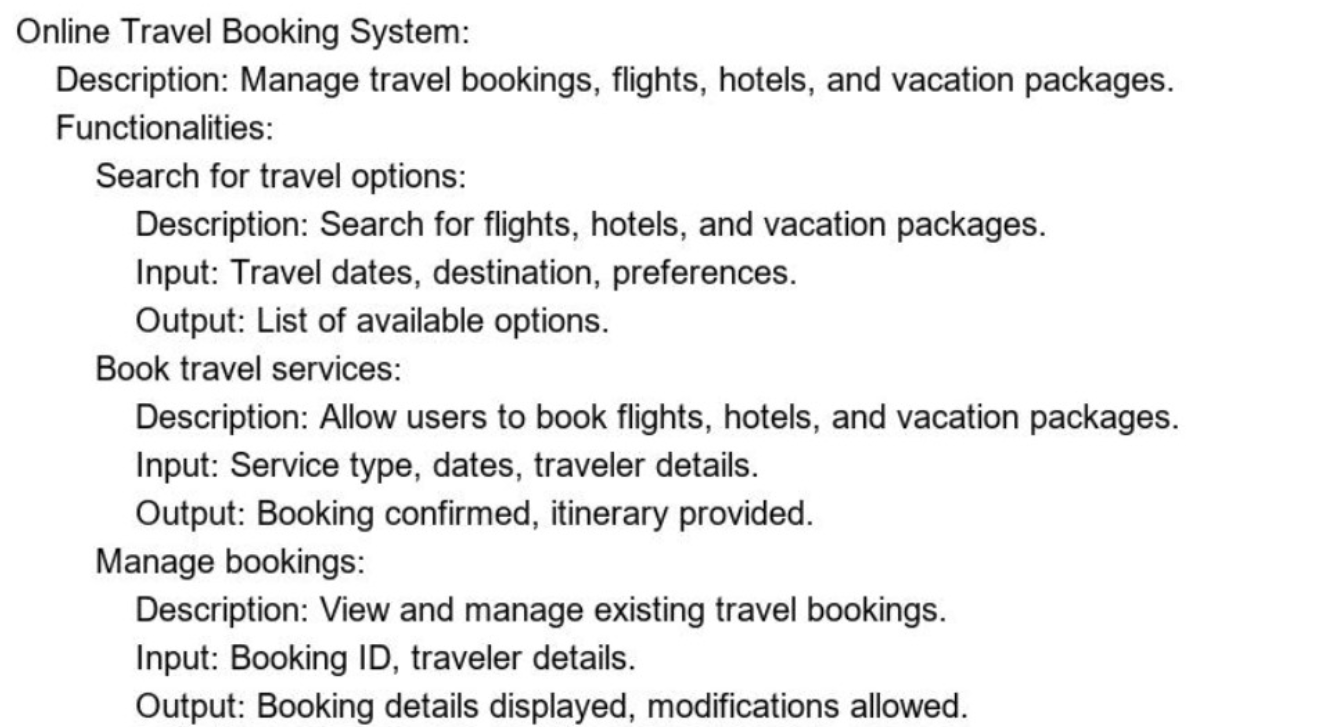 Online Travel Booking System:
Description: Manage travel bookings, flights, hotels, and vacation packages.
Functionalities:
Search for travel options:
Description: Search for flights, hotels, and vacation packages.
Input: Travel dates, destination, preferences.
Output: List of available options.
Book travel services:
Description: Allow users to book flights, hotels, and vacation packages.
Input: Service type, dates, traveler details.
Output: Booking confirmed, itinerary provided.
Manage bookings:
Description: View and manage existing travel bookings.
Input: Booking ID, traveler details.
Output: Booking details displayed, modifications allowed.